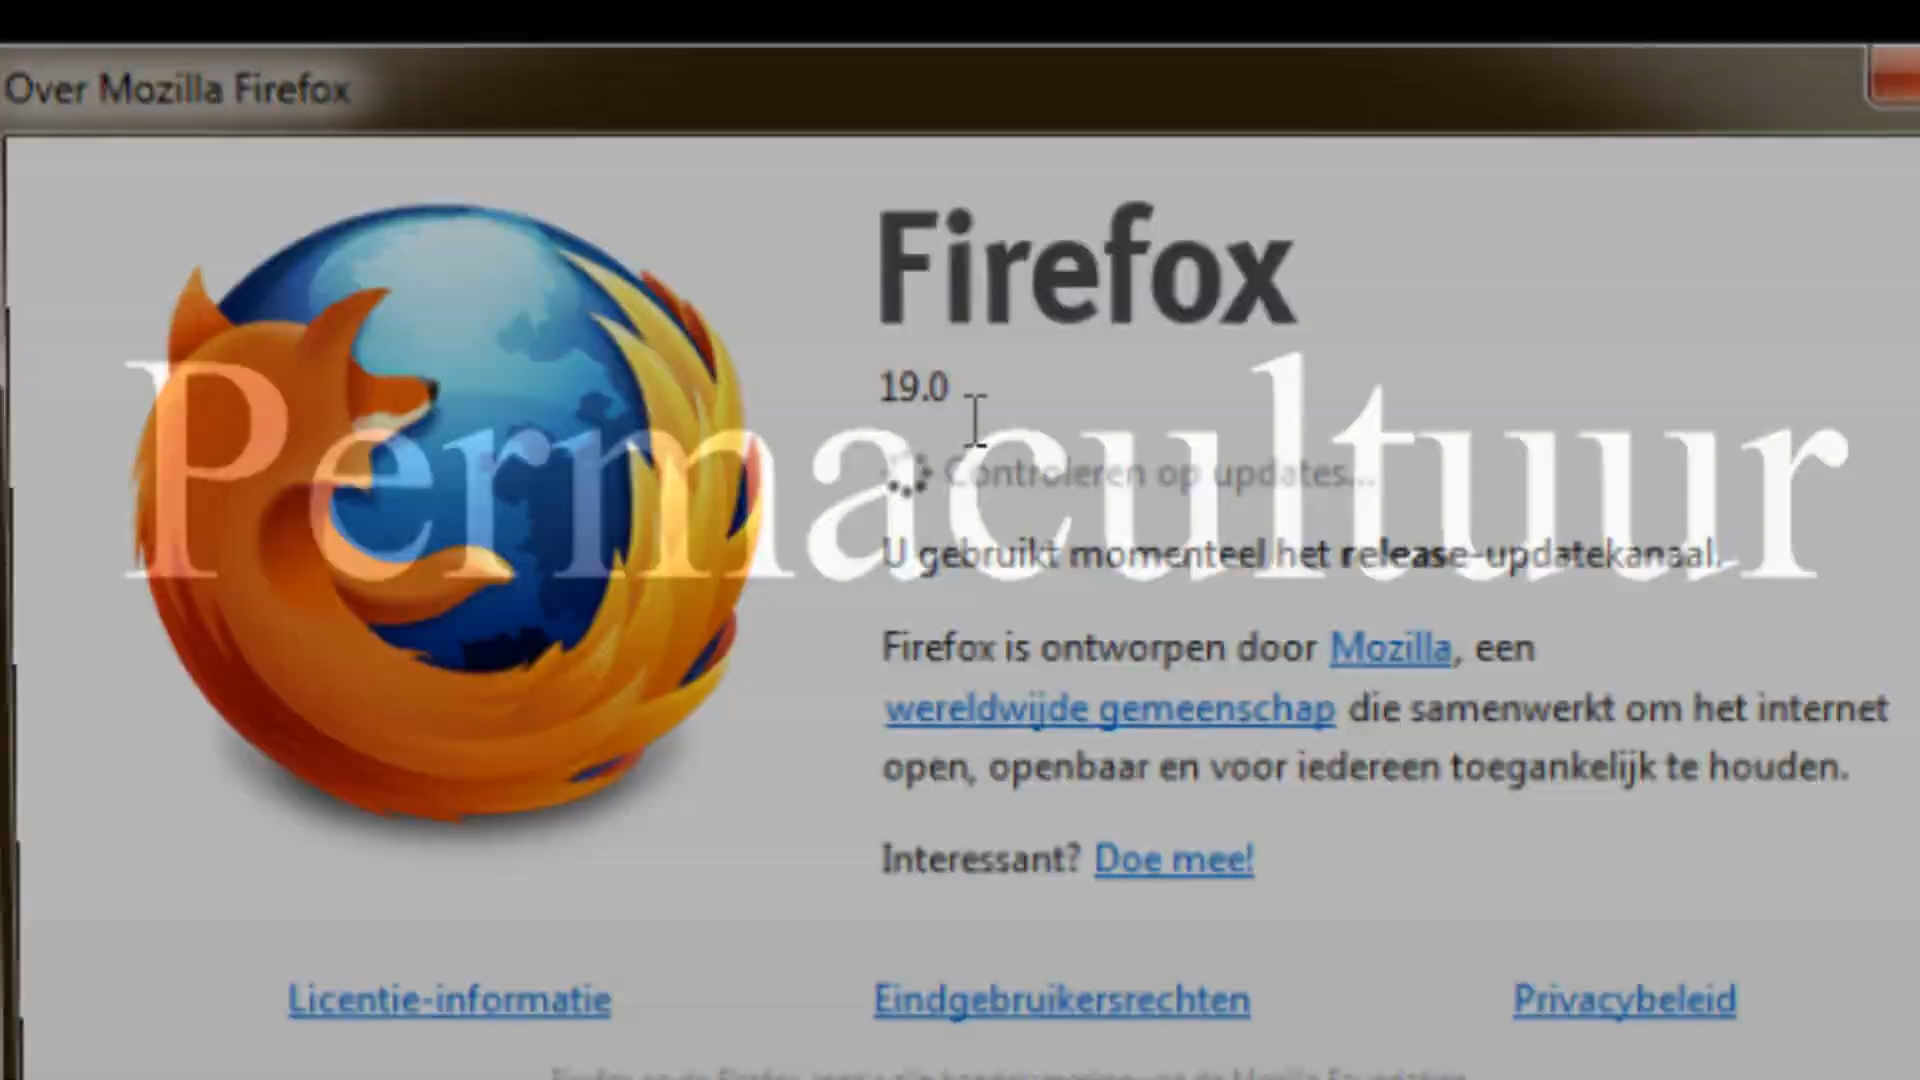 Over Mozilla Firefox
Firefox
19.0
Permacultuur
Controleren op updates...
U gebruikt momenteel het release-updatekanaal.
Firefox is ontworpen door Mozilla, een
wereldwijde gemeenschap die samenwerkt om het internet
open, openbaar en voor iedereen toegankelijk te houden.
Interessant? Doe mee!
Licentie-informatie Eindgebruikersrechten Privacybeleid